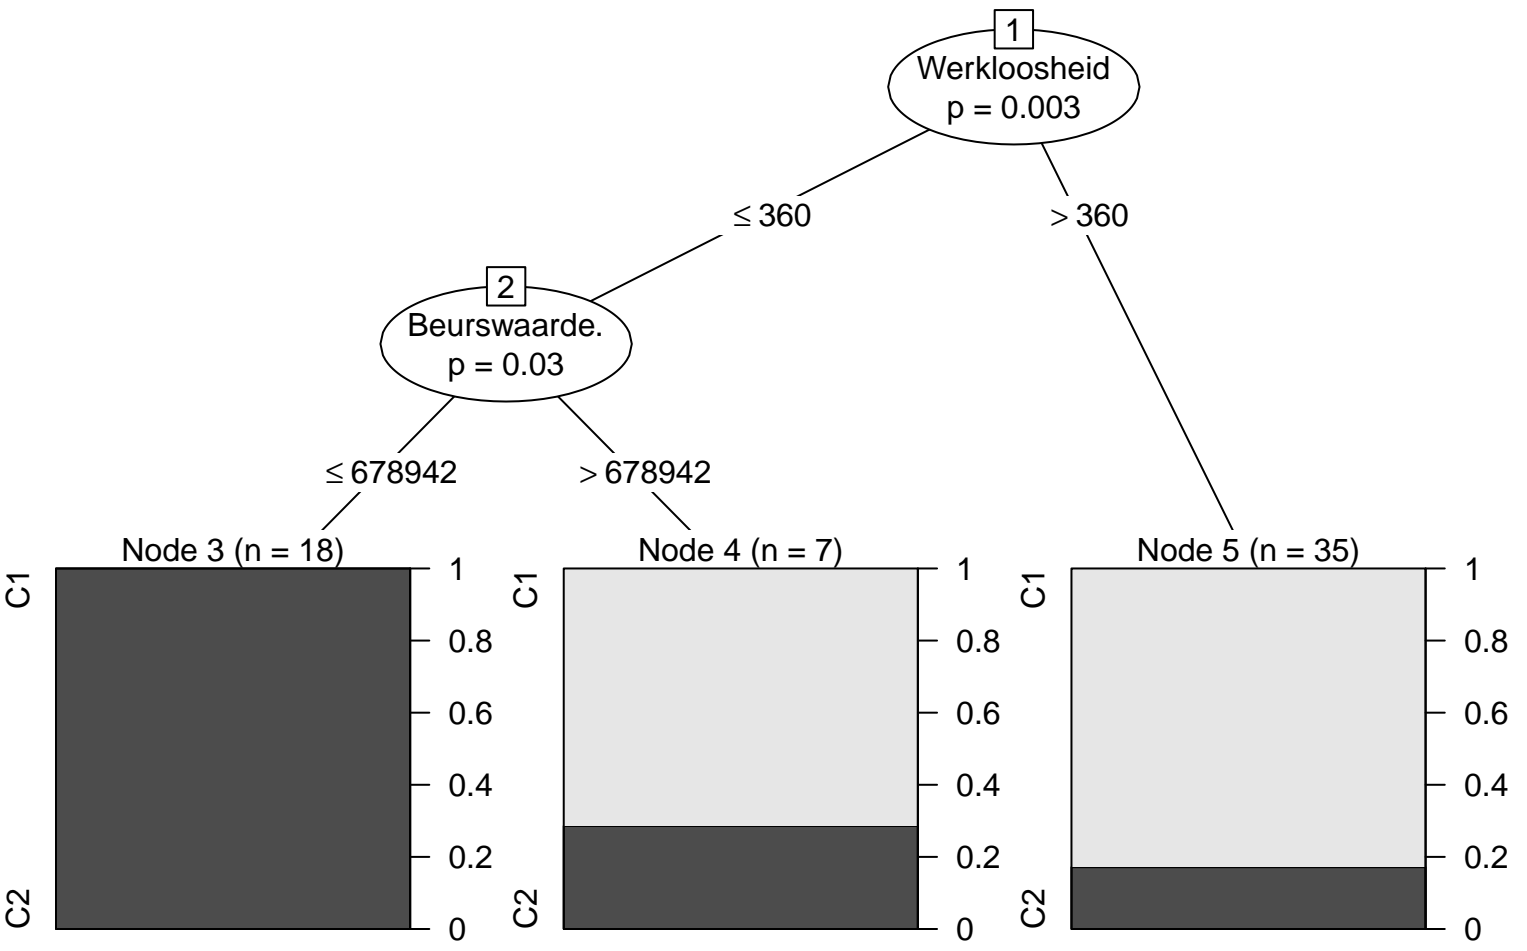 1
Werkloosheid
p = 0.003
≤ 360
> 360
2
Beurswaarde.
p = 0.03
≤ 678942
> 678942
Node 3 (n = 18)
C1
C2
1
0.8
0.6
0.4
0.2
0
Node 4 (n = 7)
C1
C2
1
0.8
0.6
0.4
0.2
0
Node 5 (n = 35)
C1
C2
1
0.8
0.6
0.4
0.2
0